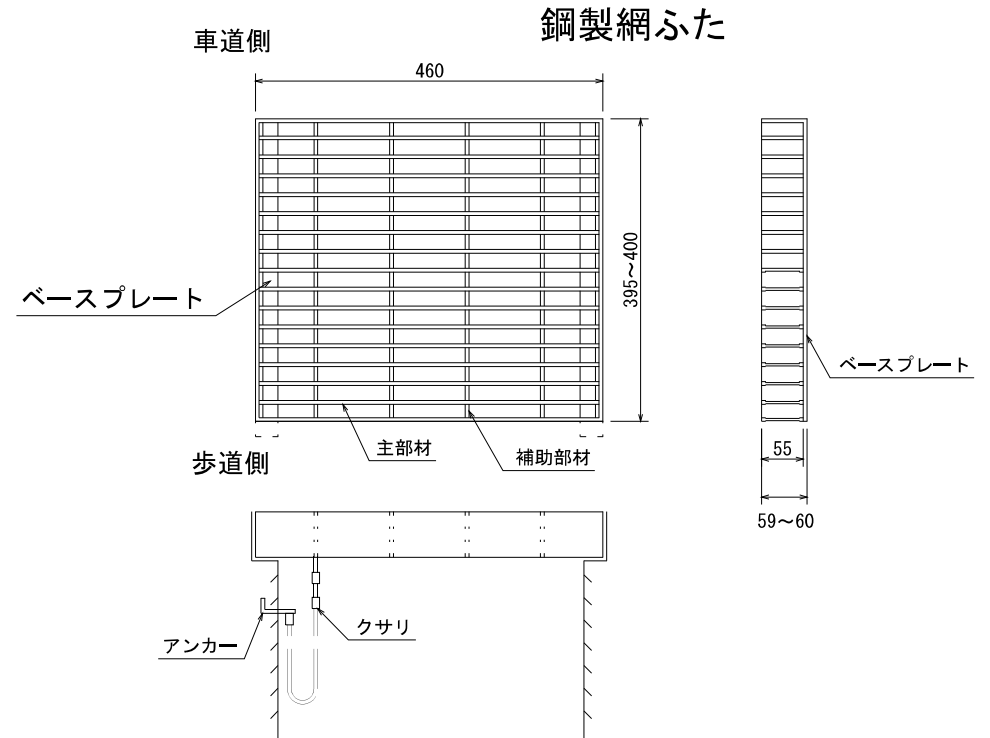 鋼製網ふた
車道側
460
395～400
ベースプレート
ベースプレート
主部材
補助部材
歩道側
55
59～60
クサリ
アンカー